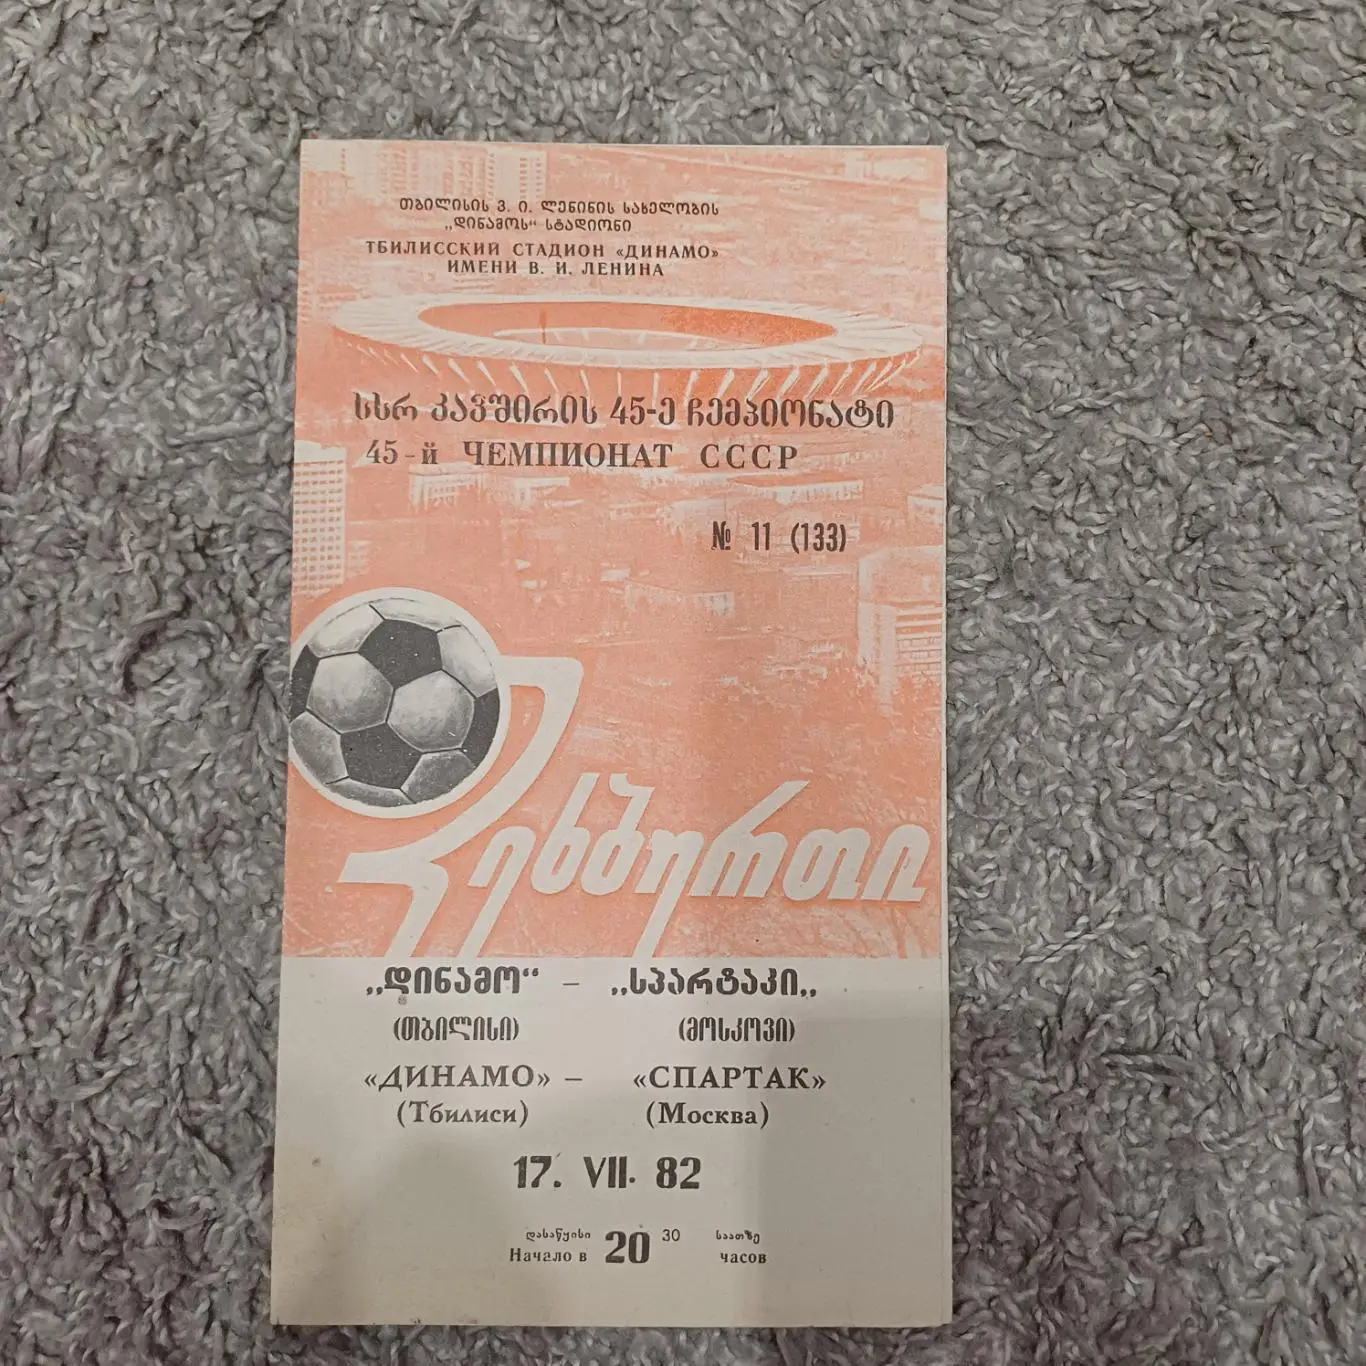 თბილისის ვ. ი. ლენინის სახელობის
„დინამოს“ სტადიონი
ТБИЛИССКИЙ СТАДИОН «ДИНАМО»
ИМЕНИ В. И. ЛЕНИНА
სსრ კავშირის 45-ე ჩემპიონატი
45-й ЧЕМПИОНАТ СССР
№ 11 (133)
ფეხბურთი
„დინამო“ – „სპარტაკი„
(თბილისი) (მოსკოვი)
«ДИНАМО» – «СПАРТАК»
(Тбилиси) (Москва)
17. VII. 82
დასაწყისი 20 30 საათზე
Начало в часов